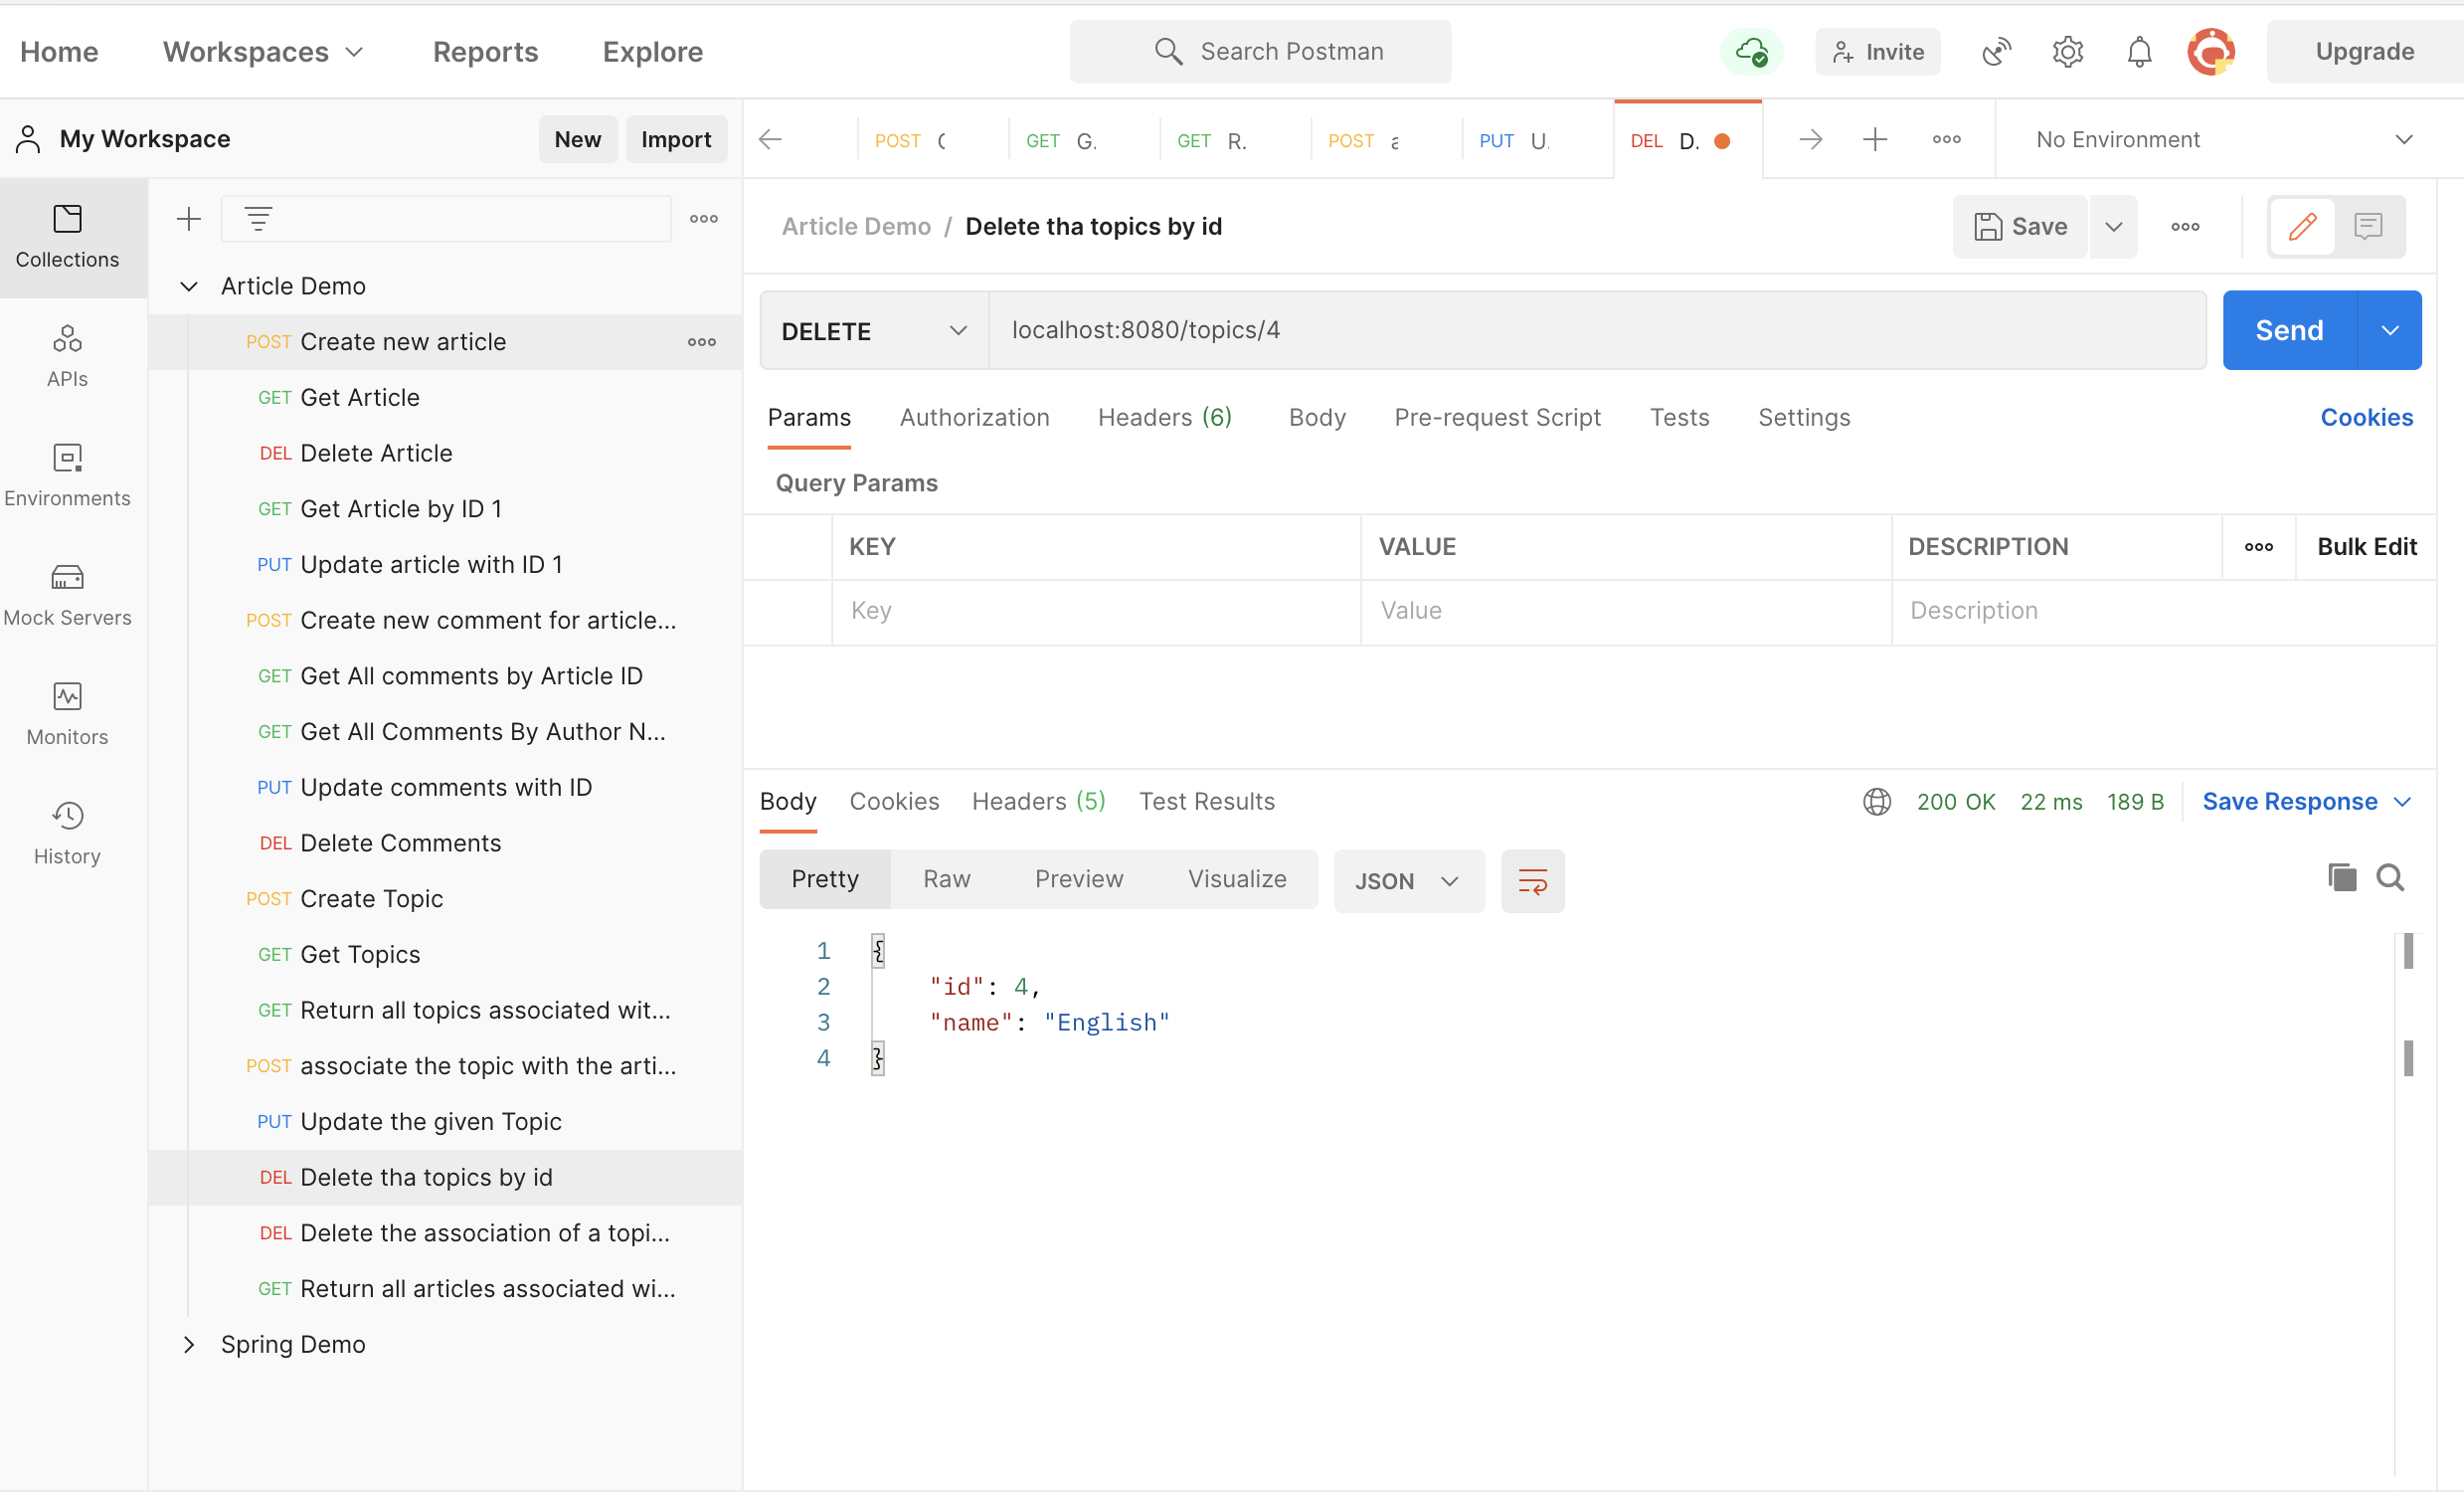 Home Workspaces Reports Explore Search Postman Invite Upgrade
My Workspace New Import
POST GET G. GET R. POST PUT U. DEL D. No Environment
Collections
APIs
Environments
Mock Servers
Monitors
History
Article Demo
POST Create new article
GET Get Article
DEL Delete Article
GET Get Article by ID 1
PUT Update article with ID 1
POST Create new comment for article...
GET Get All comments by Article ID
GET Get All Comments By Author N...
PUT Update comments with ID
DEL Delete Comments
POST Create Topic
GET Get Topics
GET Return all topics associated wit...
POST associate the topic with the arti...
PUT Update the given Topic
DEL Delete tha topics by id
DEL Delete the association of a topi...
GET Return all articles associated wi...
Spring Demo
Article Demo / Delete tha topics by id Save
DELETE localhost:8080/topics/4 Send
Params Authorization Headers (6) Body Pre-request Script Tests Settings Cookies
Query Params
KEY VALUE DESCRIPTION Bulk Edit
Key Value Description
Body Cookies Headers (5) Test Results 200 OK 22 ms 189 B Save Response
Pretty Raw Preview Visualize JSON
1 {
2 "id": 4,
3 "name": "English"
4 }